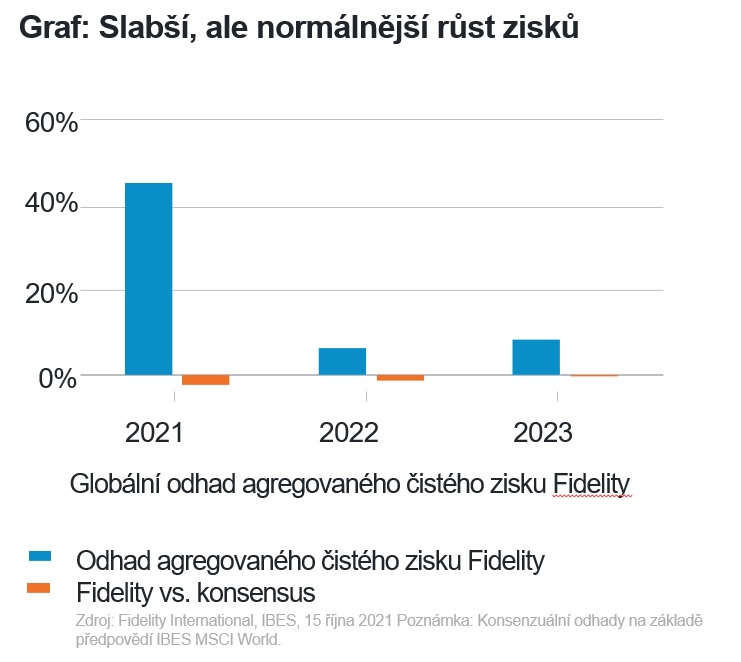 Graf: Slabší, ale normálnější růst zisků
60%
40%
20%
0%
2021 2022 2023
Globální odhad agregovaného čistého zisku Fidelity
Odhad agregovaného čistého zisku Fidelity
Fidelity vs. konsensus
Zdroj: Fidelity International, IBES, 15 října 2021 Poznámka: Konsenzuální odhady na základě
předpovědí IBES MSCI World.